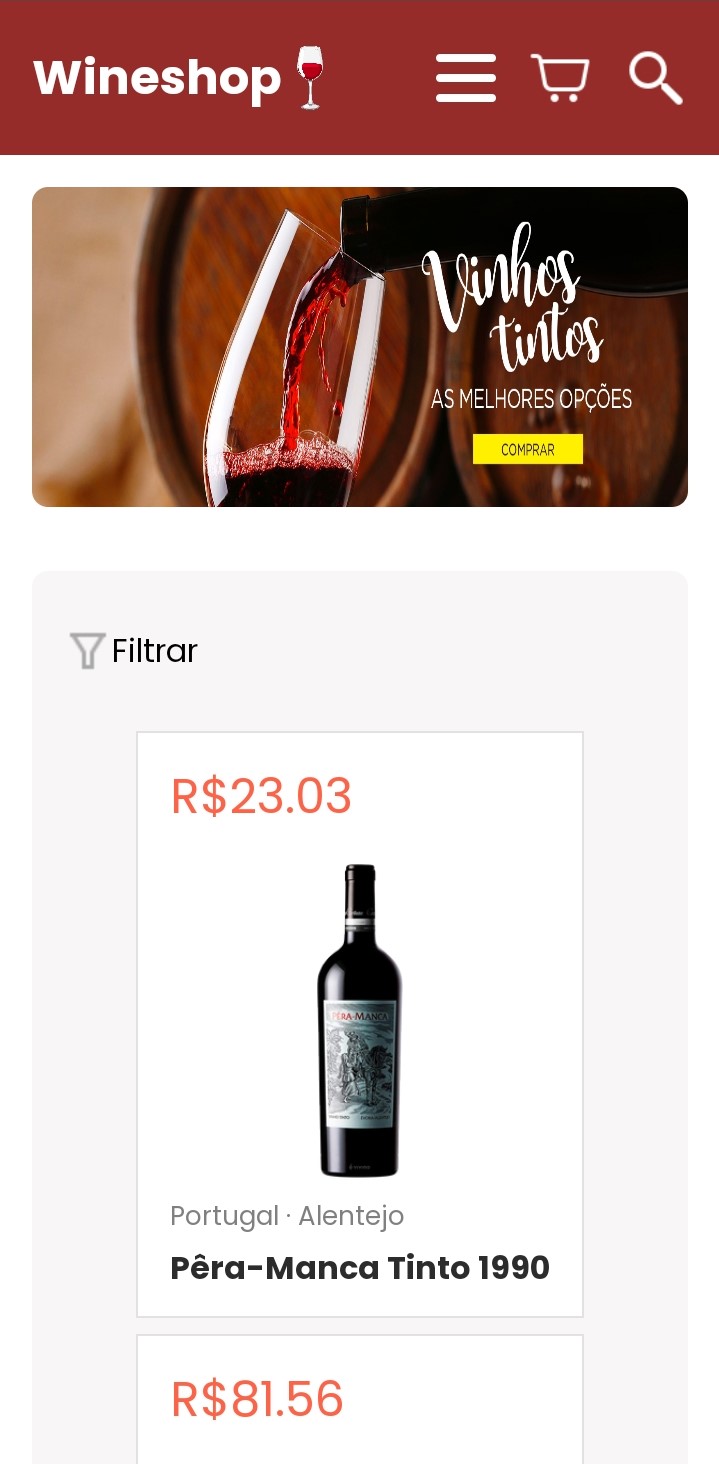 Wineshop
Vinhos
tintos
AS MELHORES OPÇÕES
COMPRAR
Filtrar
R$23.03
PÊRA-MANCA
Portugal · Alentejo
Pêra-Manca Tinto 1990
R$81.56